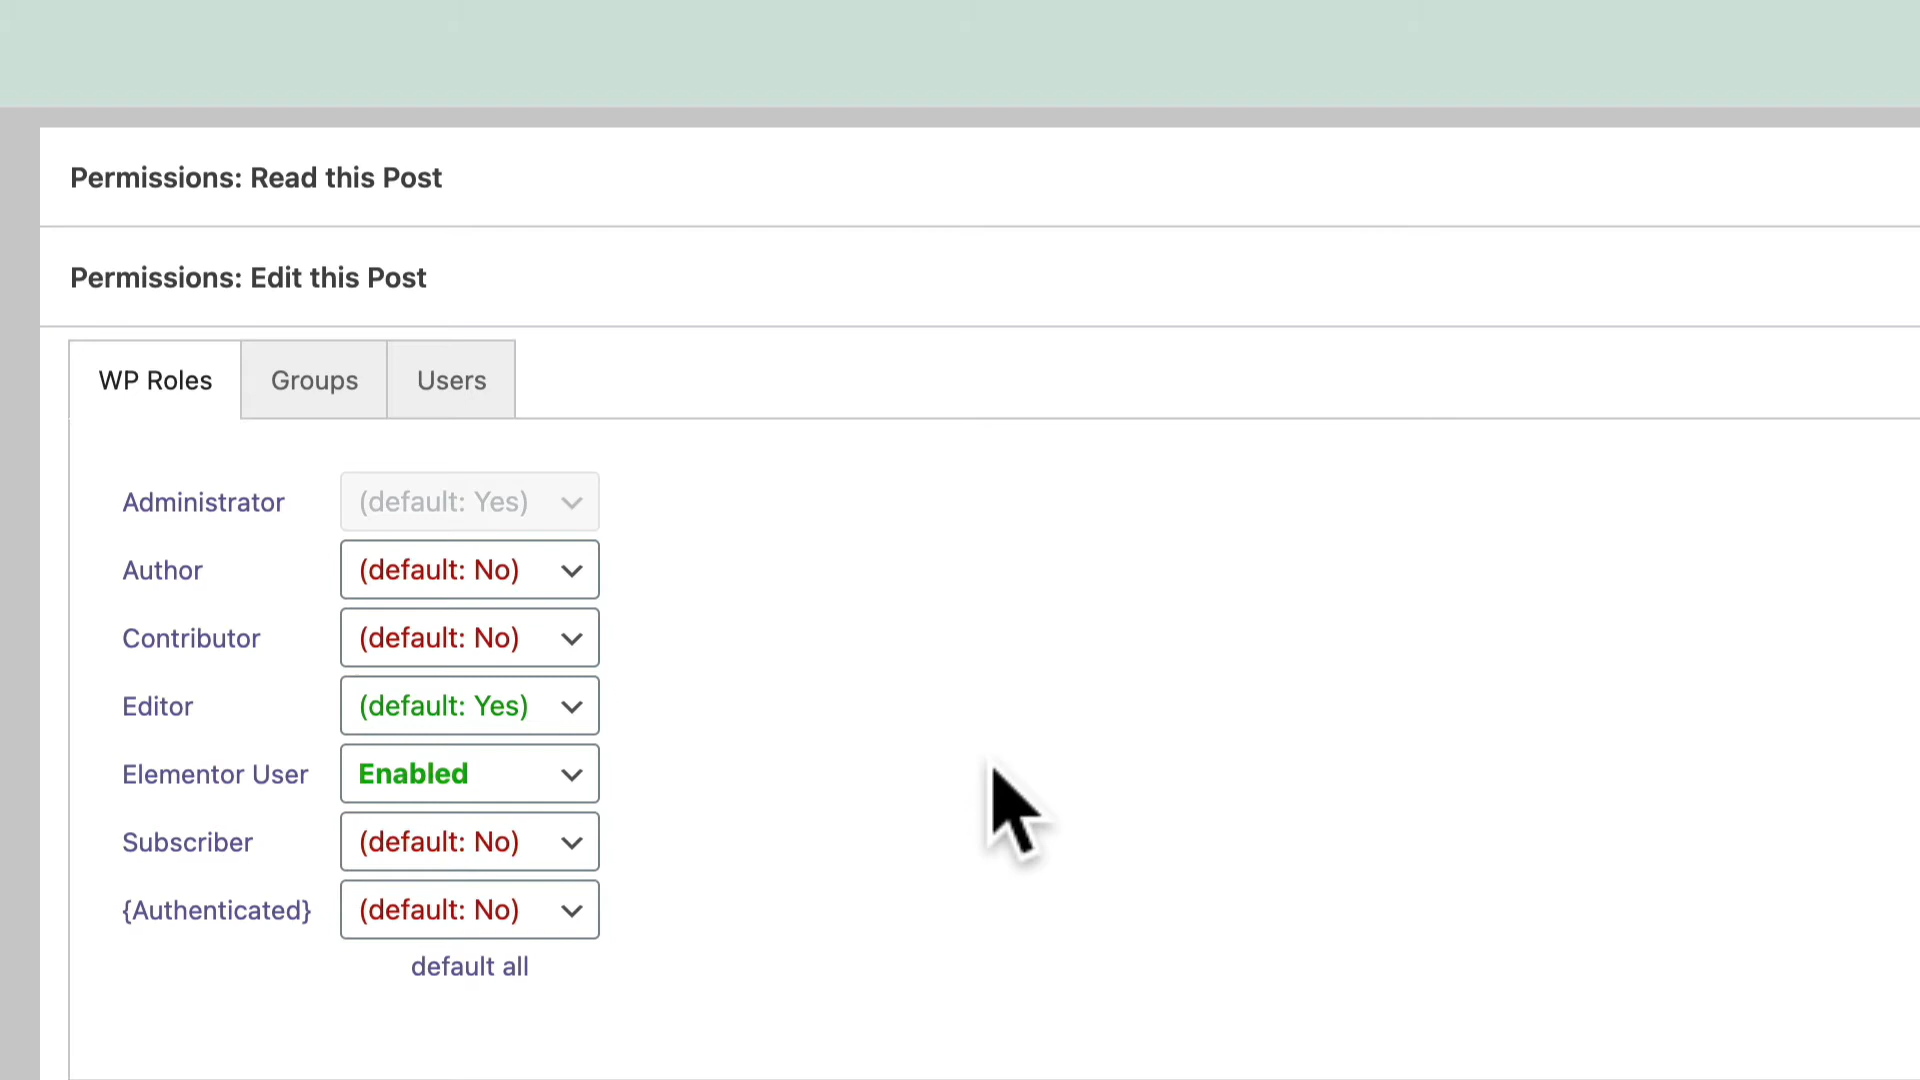 Permissions: Read this Post
Permissions: Edit this Post
WP Roles Groups Users
Administrator (default: Yes)
Author (default: No)
Contributor (default: No)
Editor (default: Yes)
Elementor User Enabled
Subscriber (default: No)
{Authenticated} (default: No)
default all